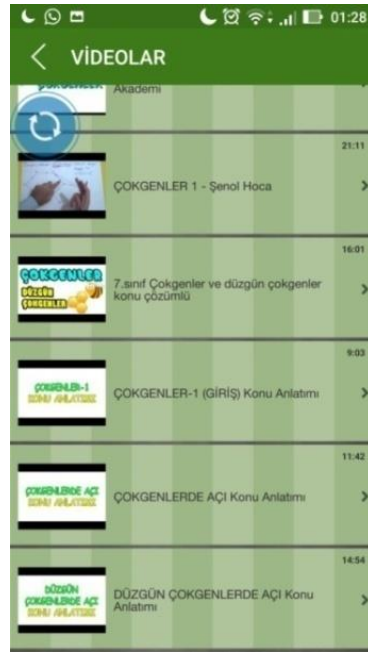 01:28
VİDEOLAR
ÇOKGENLER
Akademi
21:11
ÇOKGENLER 1 - Şenol Hoca
16:01
ÇOKGENLER
DÜZGÜN
ÇOKGENLER
7.sınıf Çokgenler ve düzgün çokgenler
konu çözümlü
9:03
ÇOKGENLER-1
KONU ANLATIMI
ÇOKGENLER-1 (GİRİŞ) Konu Anlatımı
11:42
ÇOKGENLERDE AÇI
KONU ANLATIMI
ÇOKGENLERDE AÇI Konu Anlatımı
14:54
DÜZGÜN
ÇOKGENLERDE AÇI
KONU ANLATIMI
DÜZGÜN ÇOKGENLERDE AÇI Konu
Anlatımı